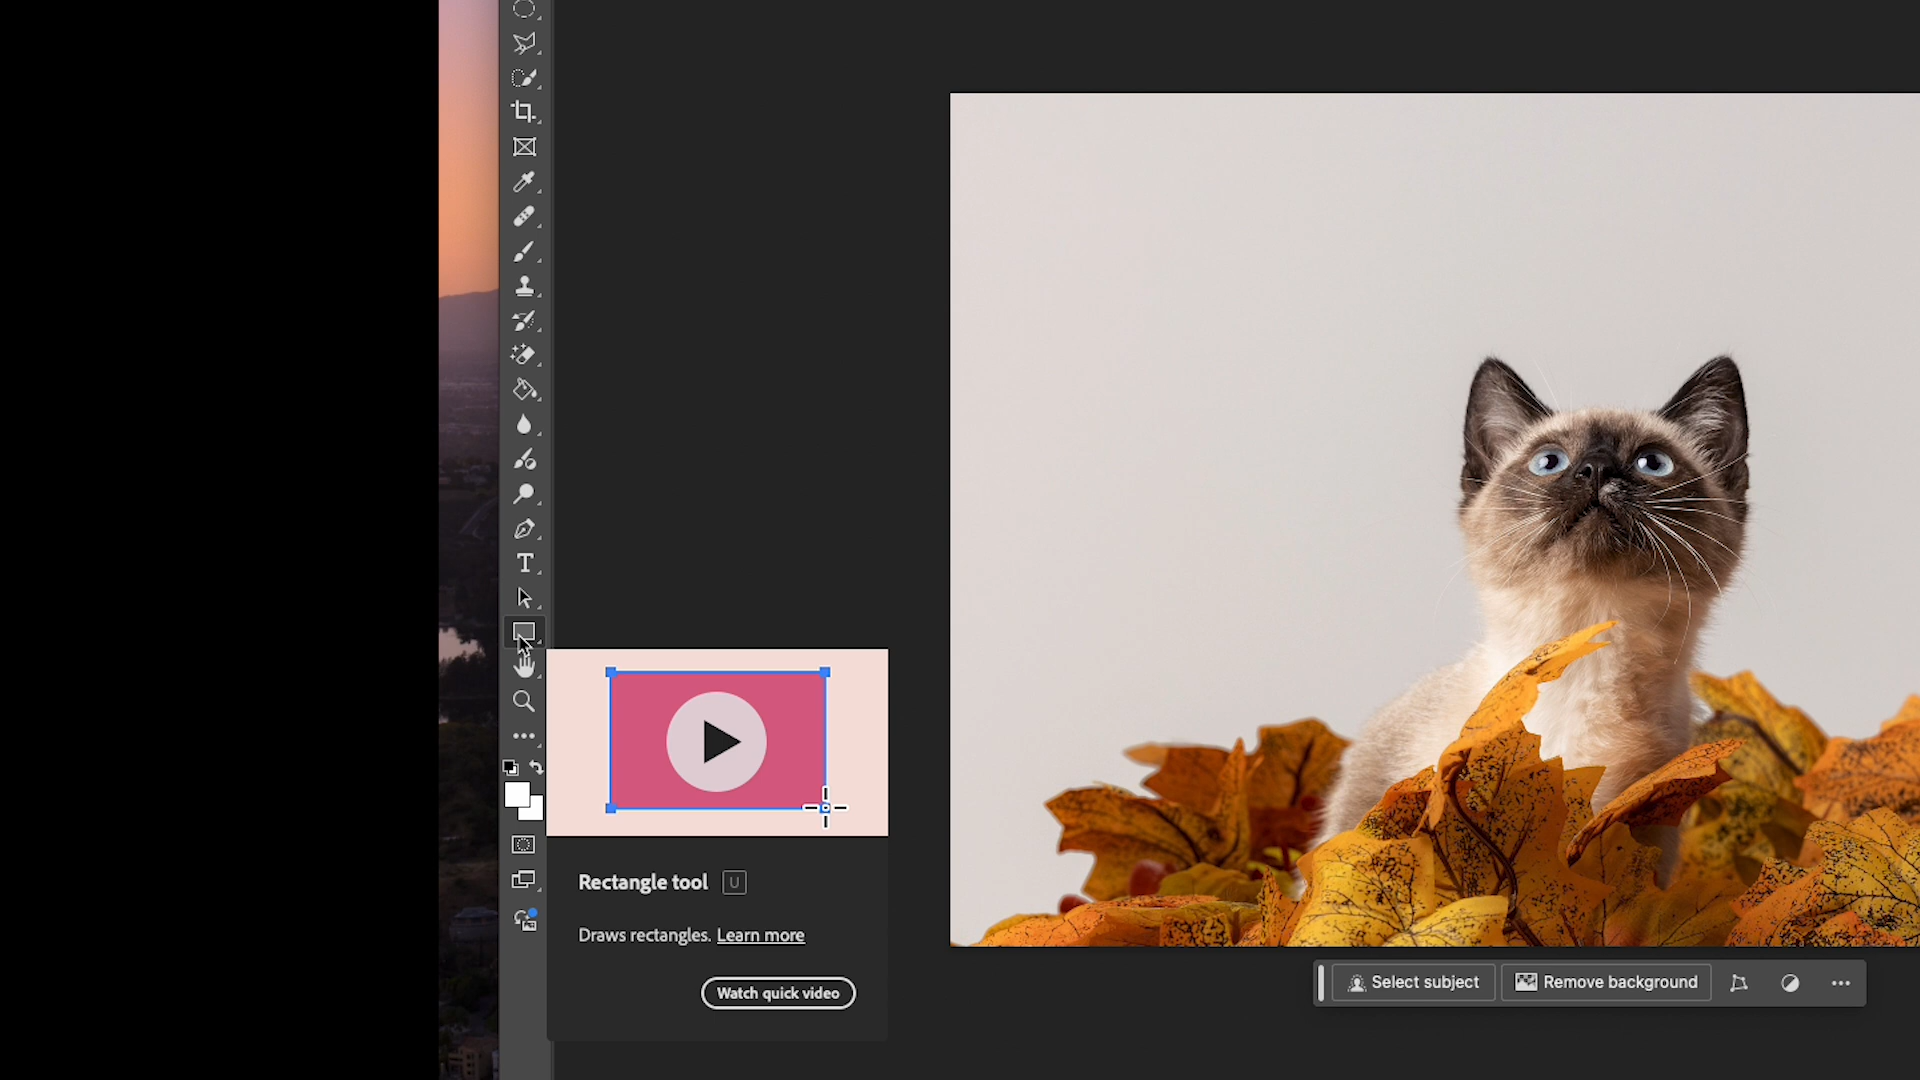 Rectangle tool U
Draws rectangles. Learn more
Watch quick video
Select subject
Remove background